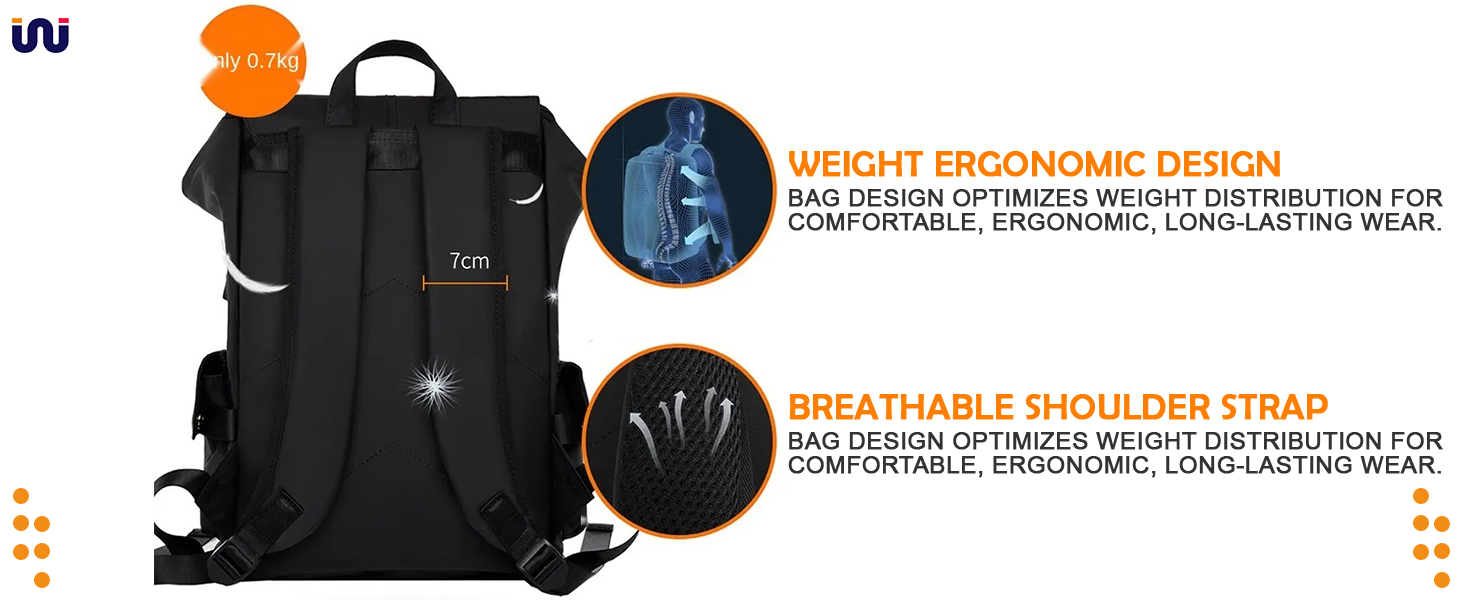 0.7kg
WEIGHT ERGONOMIC DESIGN
BAG DESIGN OPTIMIZES WEIGHT DISTRIBUTION FOR
COMFORTABLE, ERGONOMIC, LONG-LASTING WEAR.
7cm
BREATHABLE SHOULDER STRAP
BAG DESIGN OPTIMIZES WEIGHT DISTRIBUTION FOR
COMFORTABLE, ERGONOMIC, LONG-LASTING WEAR.